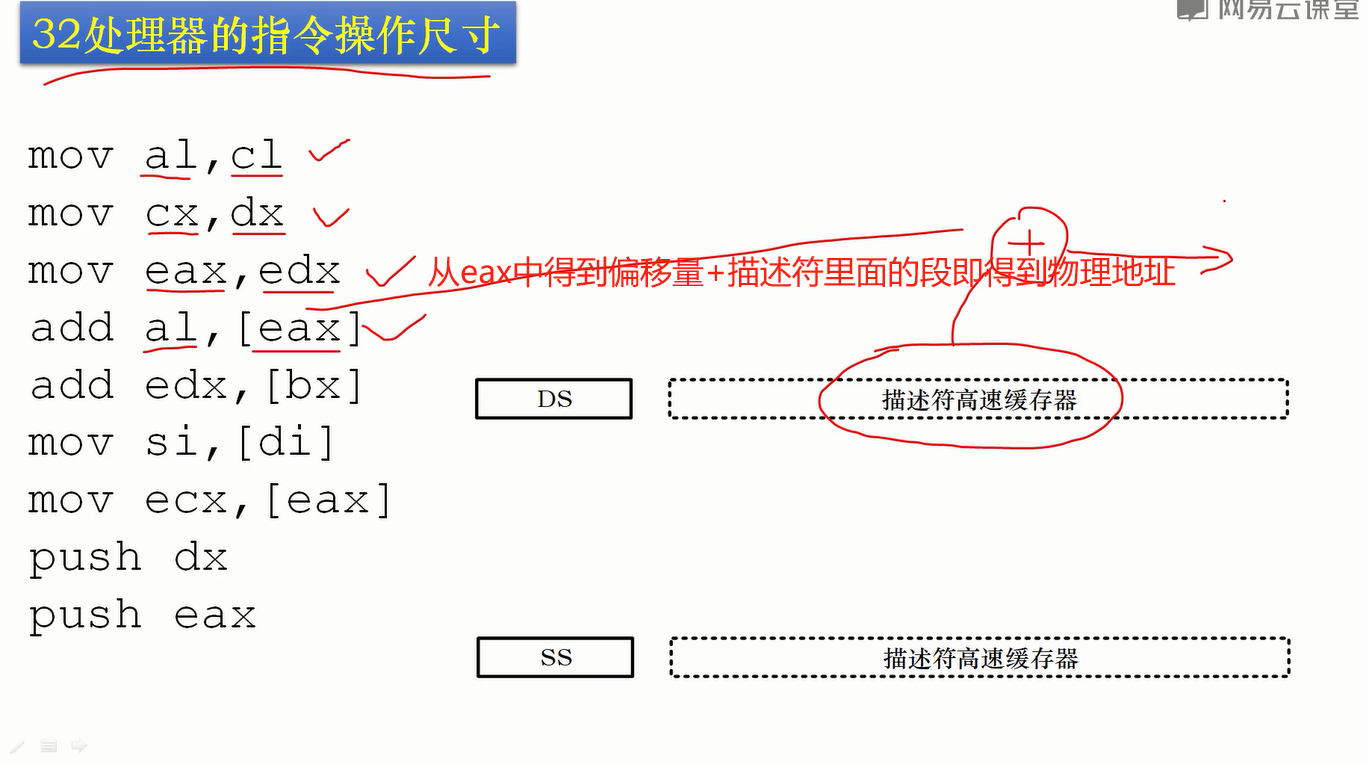 网易云课堂
32处理器的指令操作尺寸
mov al,cl
mov cx,dx
mov eax,edx
从eax中得到偏移量+描述符里面的段即得到物理地址
+
add al,[eax]
add edx,[bx]
DS
描述符高速缓存器
mov si,[di]
mov ecx,[eax]
push dx
push eax
SS
描述符高速缓存器